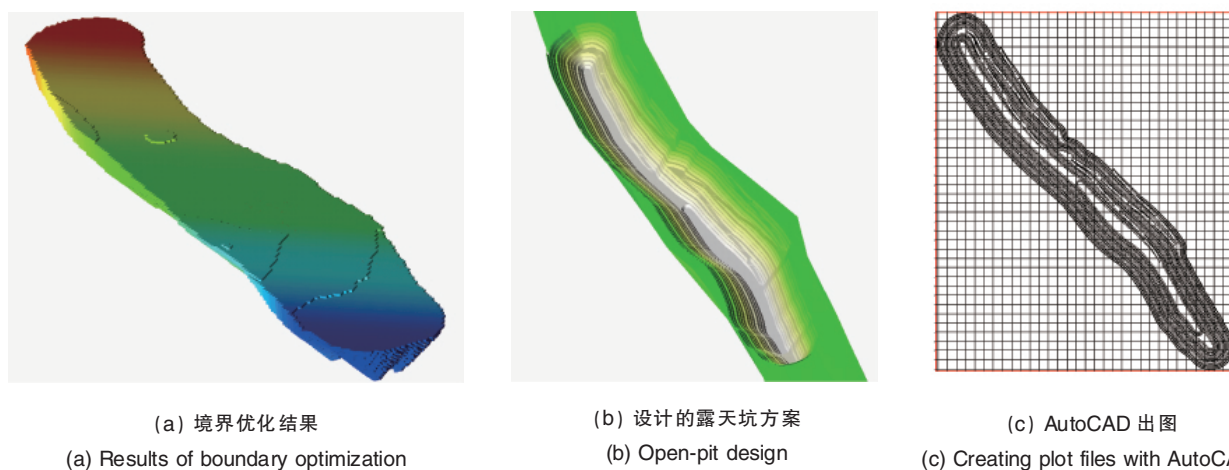 (a) 境界优化结果
(a) Results of boundary optimization
(b) 设计的露天坑方案
(b) Open-pit design
(c) AutoCAD 出图
(c) Creating plot files with AutoCA